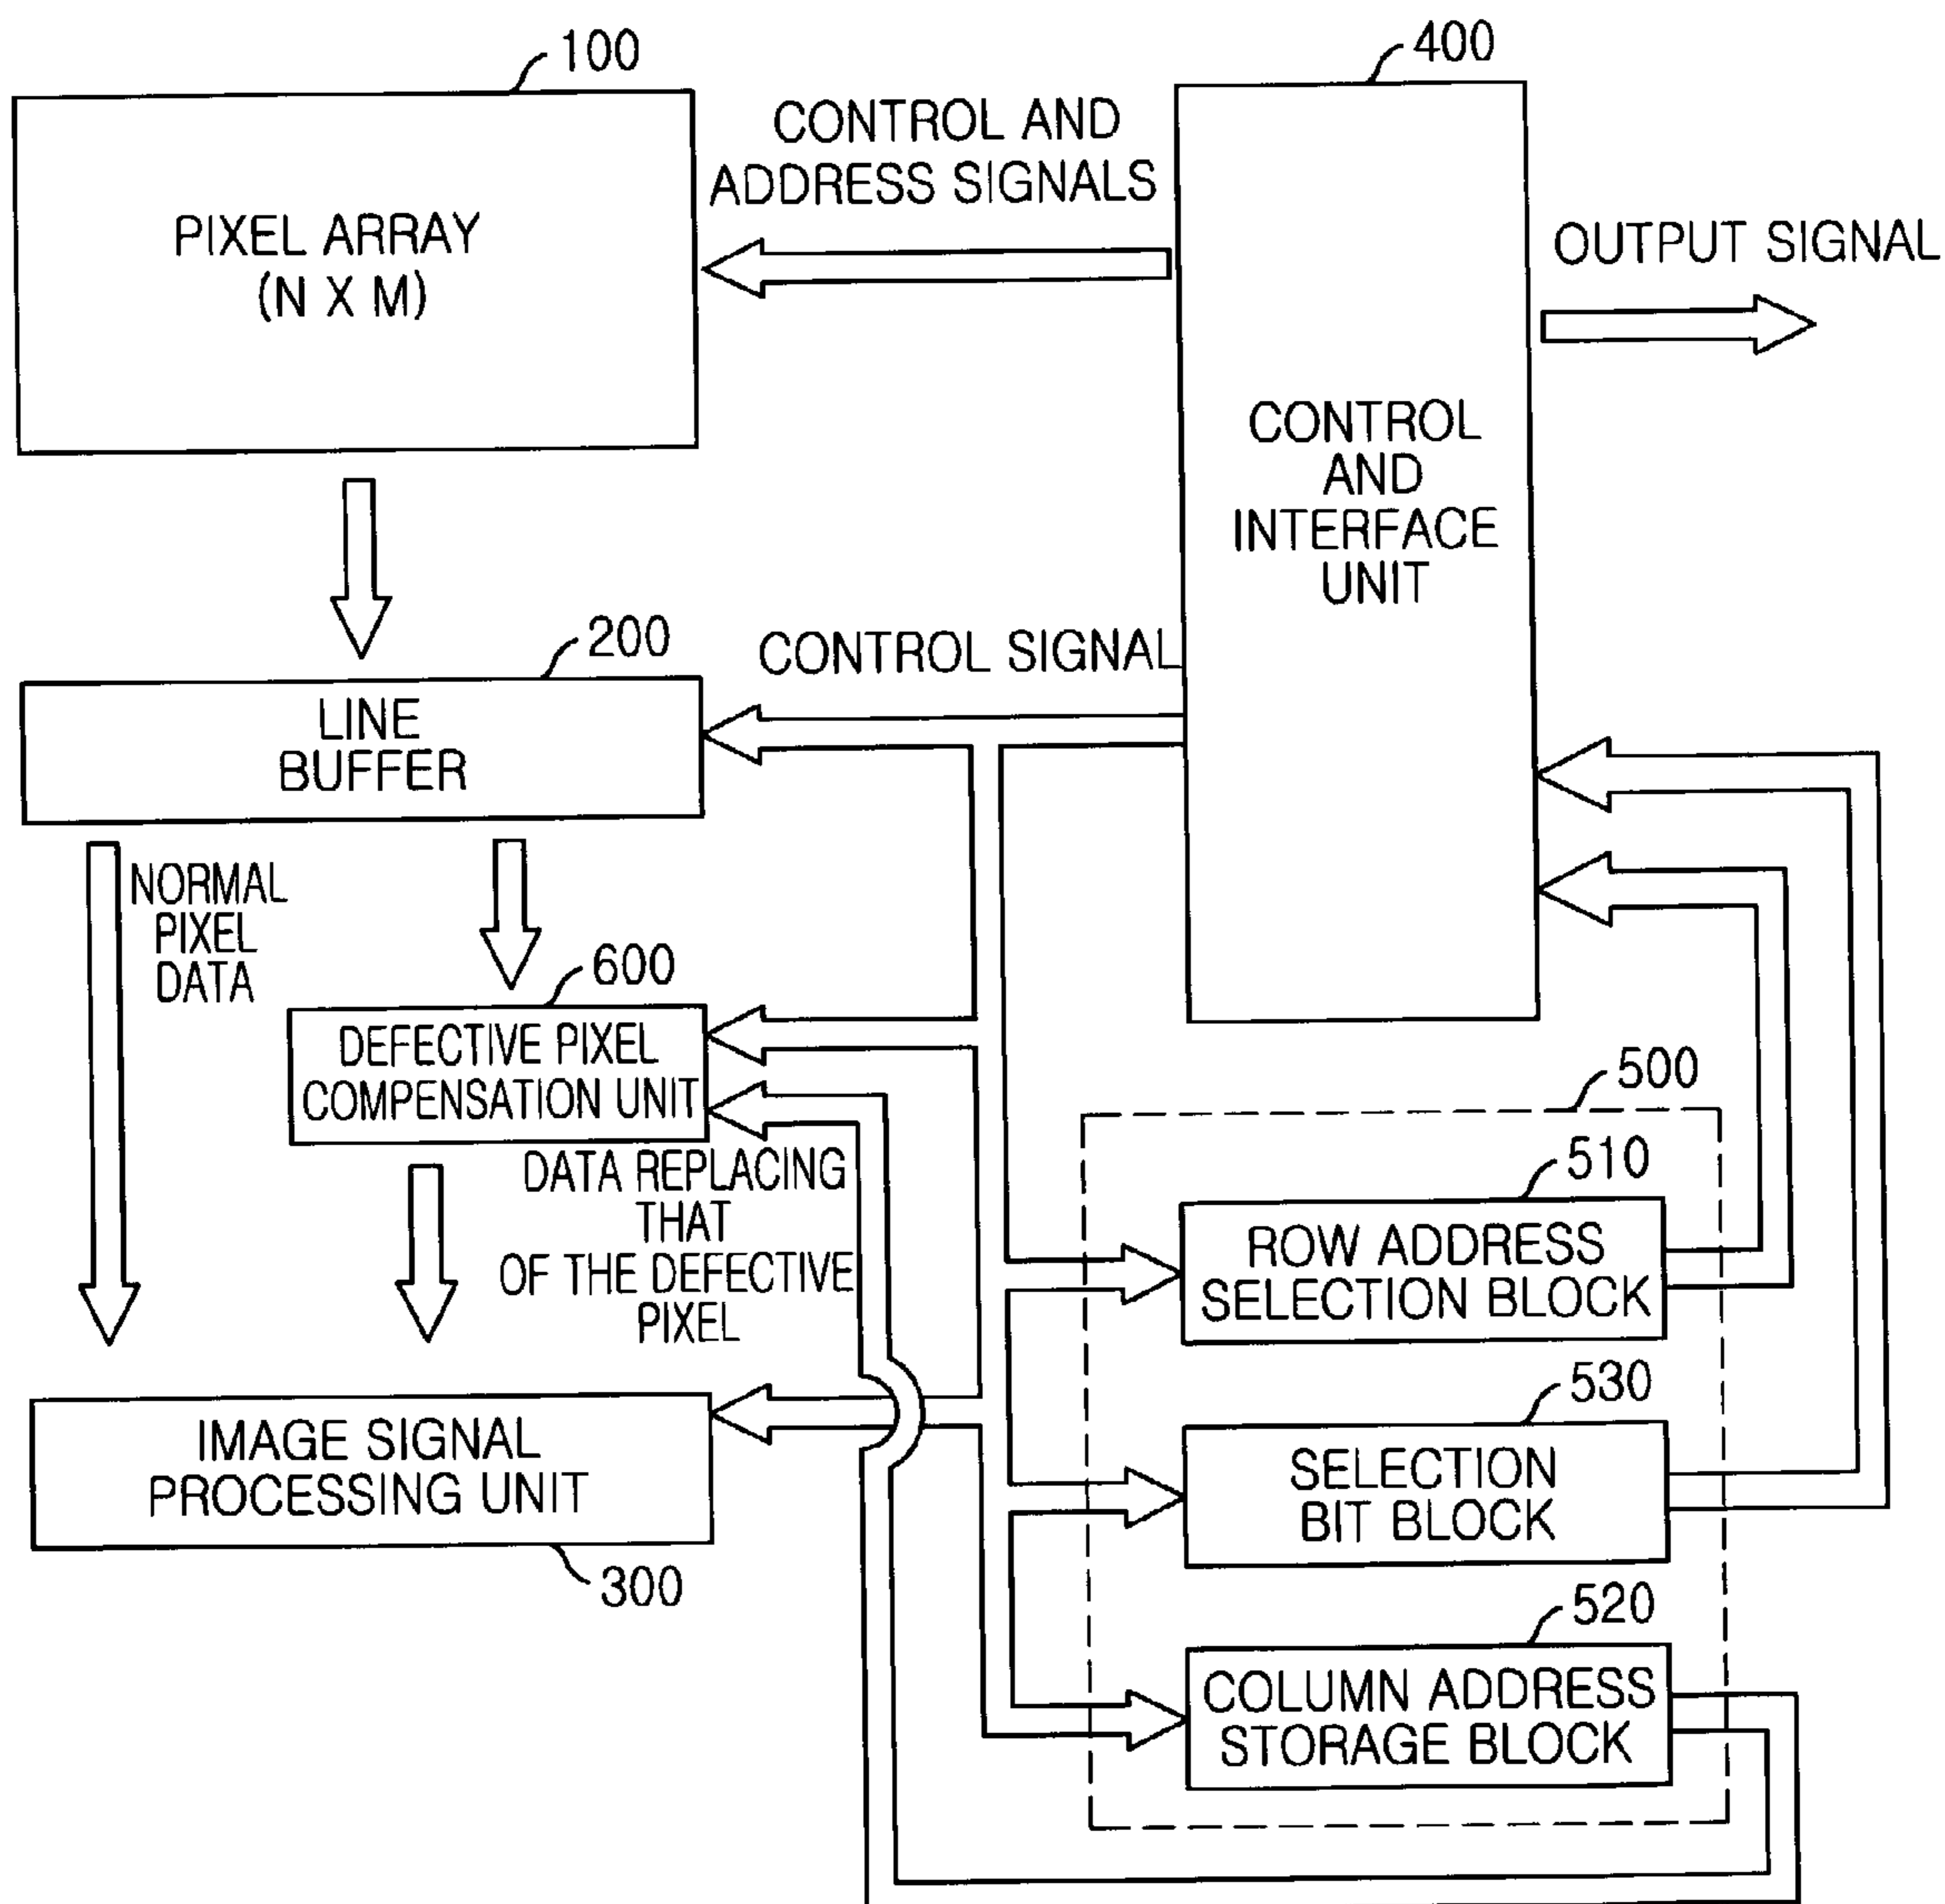 100
400
CONTROL AND
ADDRESS SIGNALS
PIXEL ARRAY
(N X M)
OUTPUT SIGNAL
CONTROL
AND
INTERFACE
UNIT
200
CONTROL SIGNAL
LINE
BUFFER
NORMAL
PIXEL
DATA
600
DEFECTIVE PIXEL
COMPENSATION UNIT
500
DATA REPLACING
THAT
OF THE DEFECTIVE
PIXEL
510
ROW ADDRESS
SELECTION BLOCK
530
IMAGE SIGNAL
PROCESSING UNIT
SELECTION
BIT BLOCK
300
520
COLUMN ADDRESS
STORAGE BLOCK